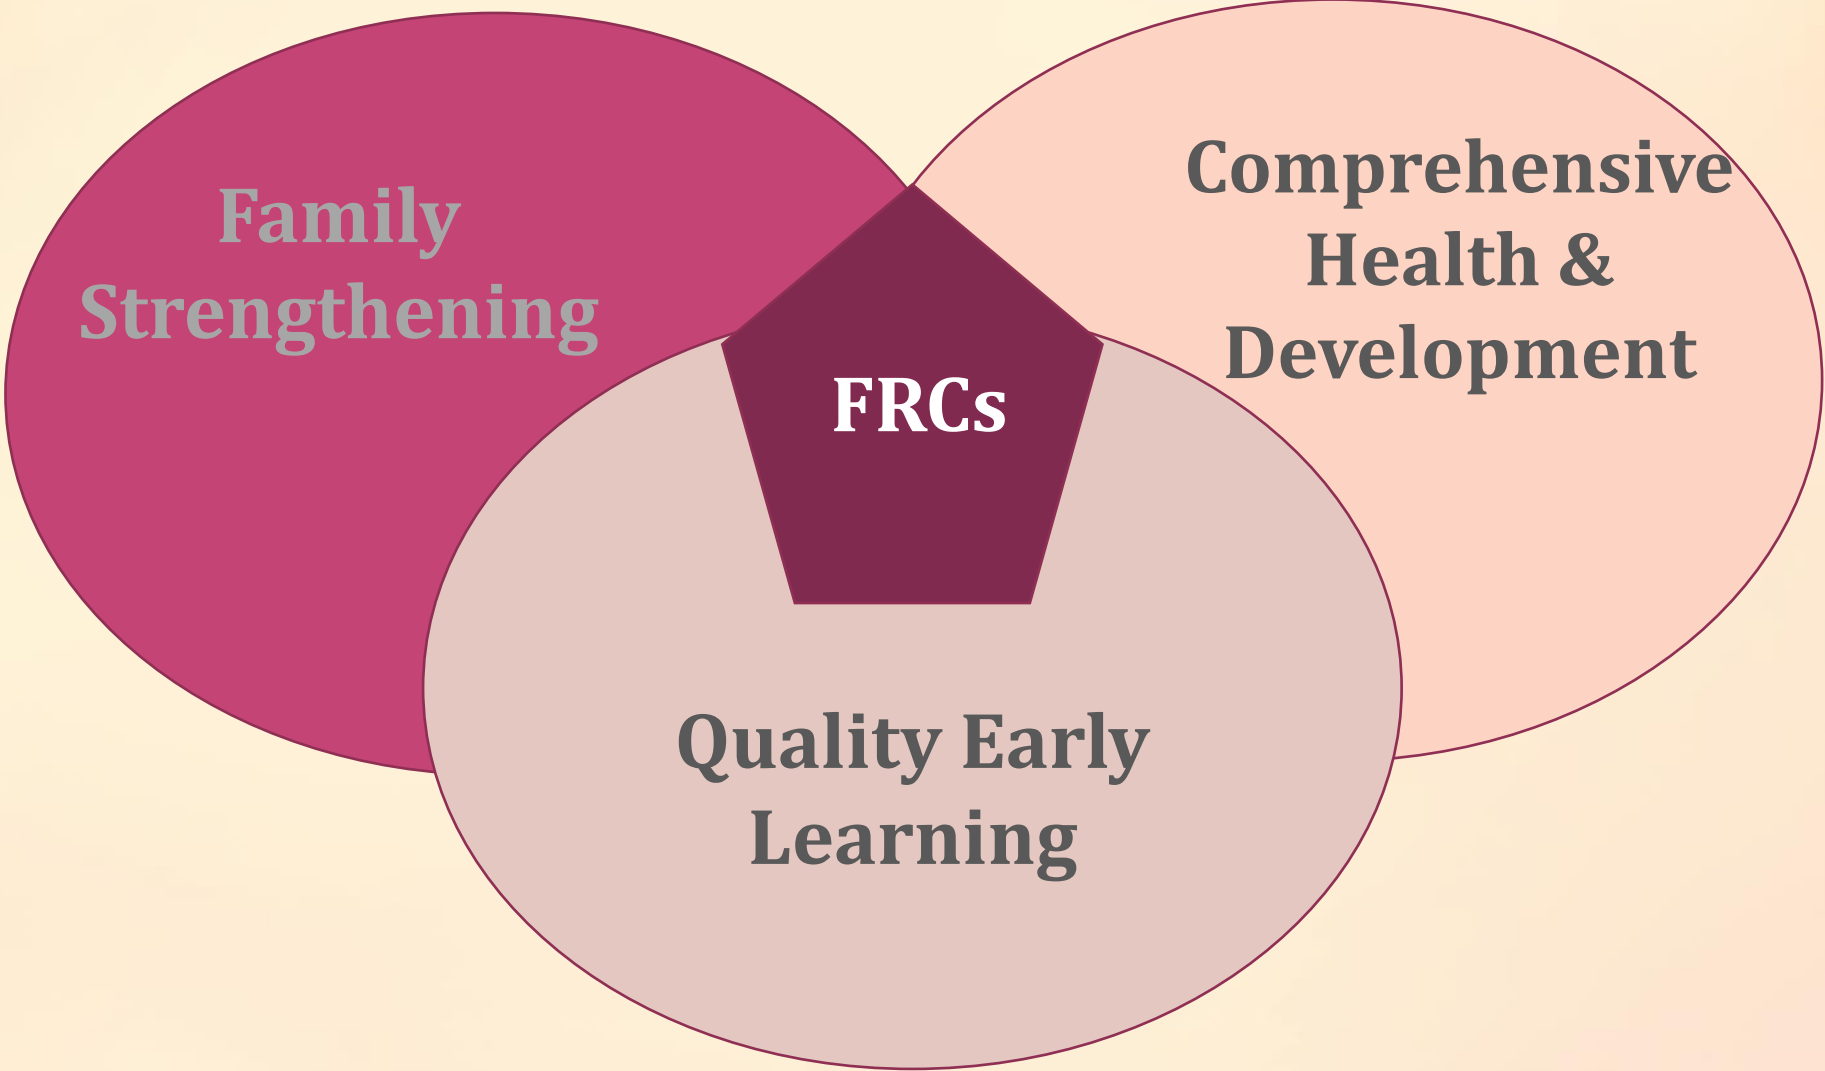 Family
Strengthening
Comprehensive
Health &
Development
FRCs
Quality Early
Learning